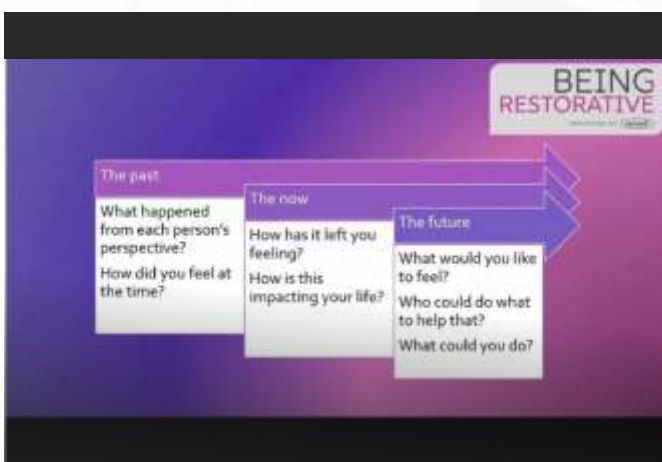 BEING
RESTORATIVE
The past
What happened
from each person's
perspective?
How did you feel at
the time?
The now
How has it left you
feeling?
How is this
impacting your life?
The future
What would you like
to feel?
Who could do what
to help that?
What could you do?